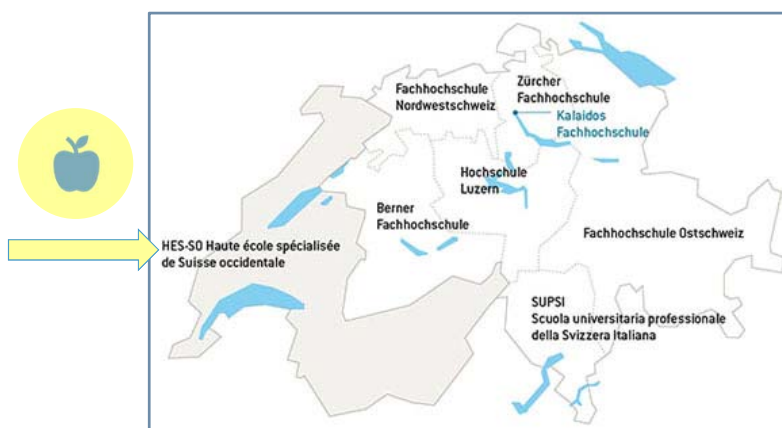 Fachhochschule
Nordwestschweiz
Zürcher
Fachhochschule
Kalaidos
Fachhochschule
Hochschule
Luzern
Berner
Fachhochschule
HES-SO Haute école spécialisée
de Suisse occidentale
Fachhochschule Ostschweiz
SUPSI
Scuola universitaria professionale
della Svizzera Italiana